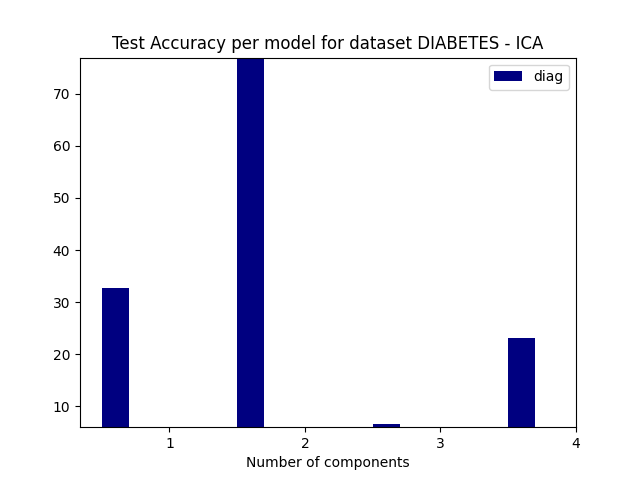 Test Accuracy per model for dataset DIABETES - ICA
diag
70
60
50
40
30
20
10
1 2 3 4
Number of components